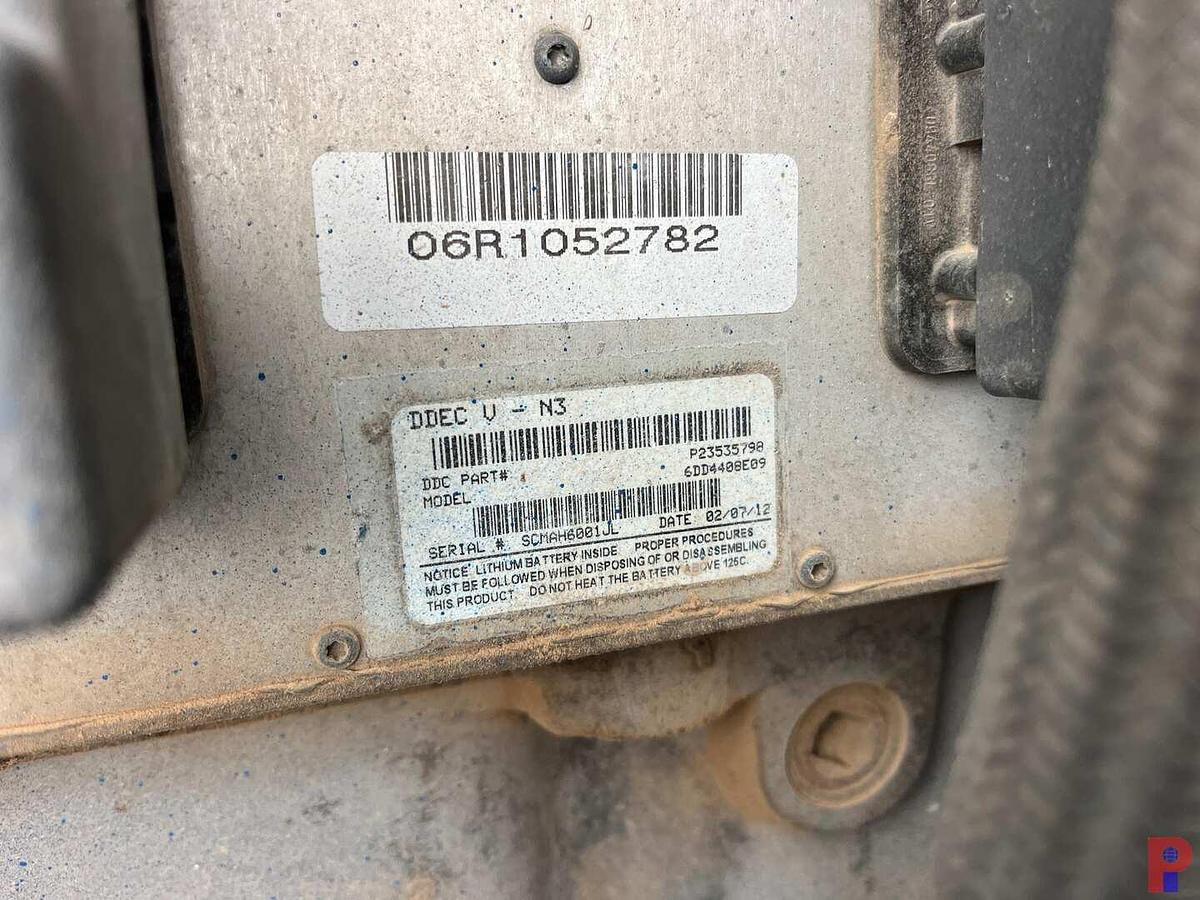 06R1052782
DDEC V - N3
P23535798
DDC PART#
6DD4408E09
MODEL
SERIAL # SCMAH6001JL DATE 02/07/12
NOTICE: LITHIUM BATTERY INSIDE. PROPER PROCEDURES
MUST BE FOLLOWED WHEN DISPOSING OF OR DISASSEMBLING
THIS PRODUCT. DO NOT HEAT THE BATTERY ABOVE 125C.